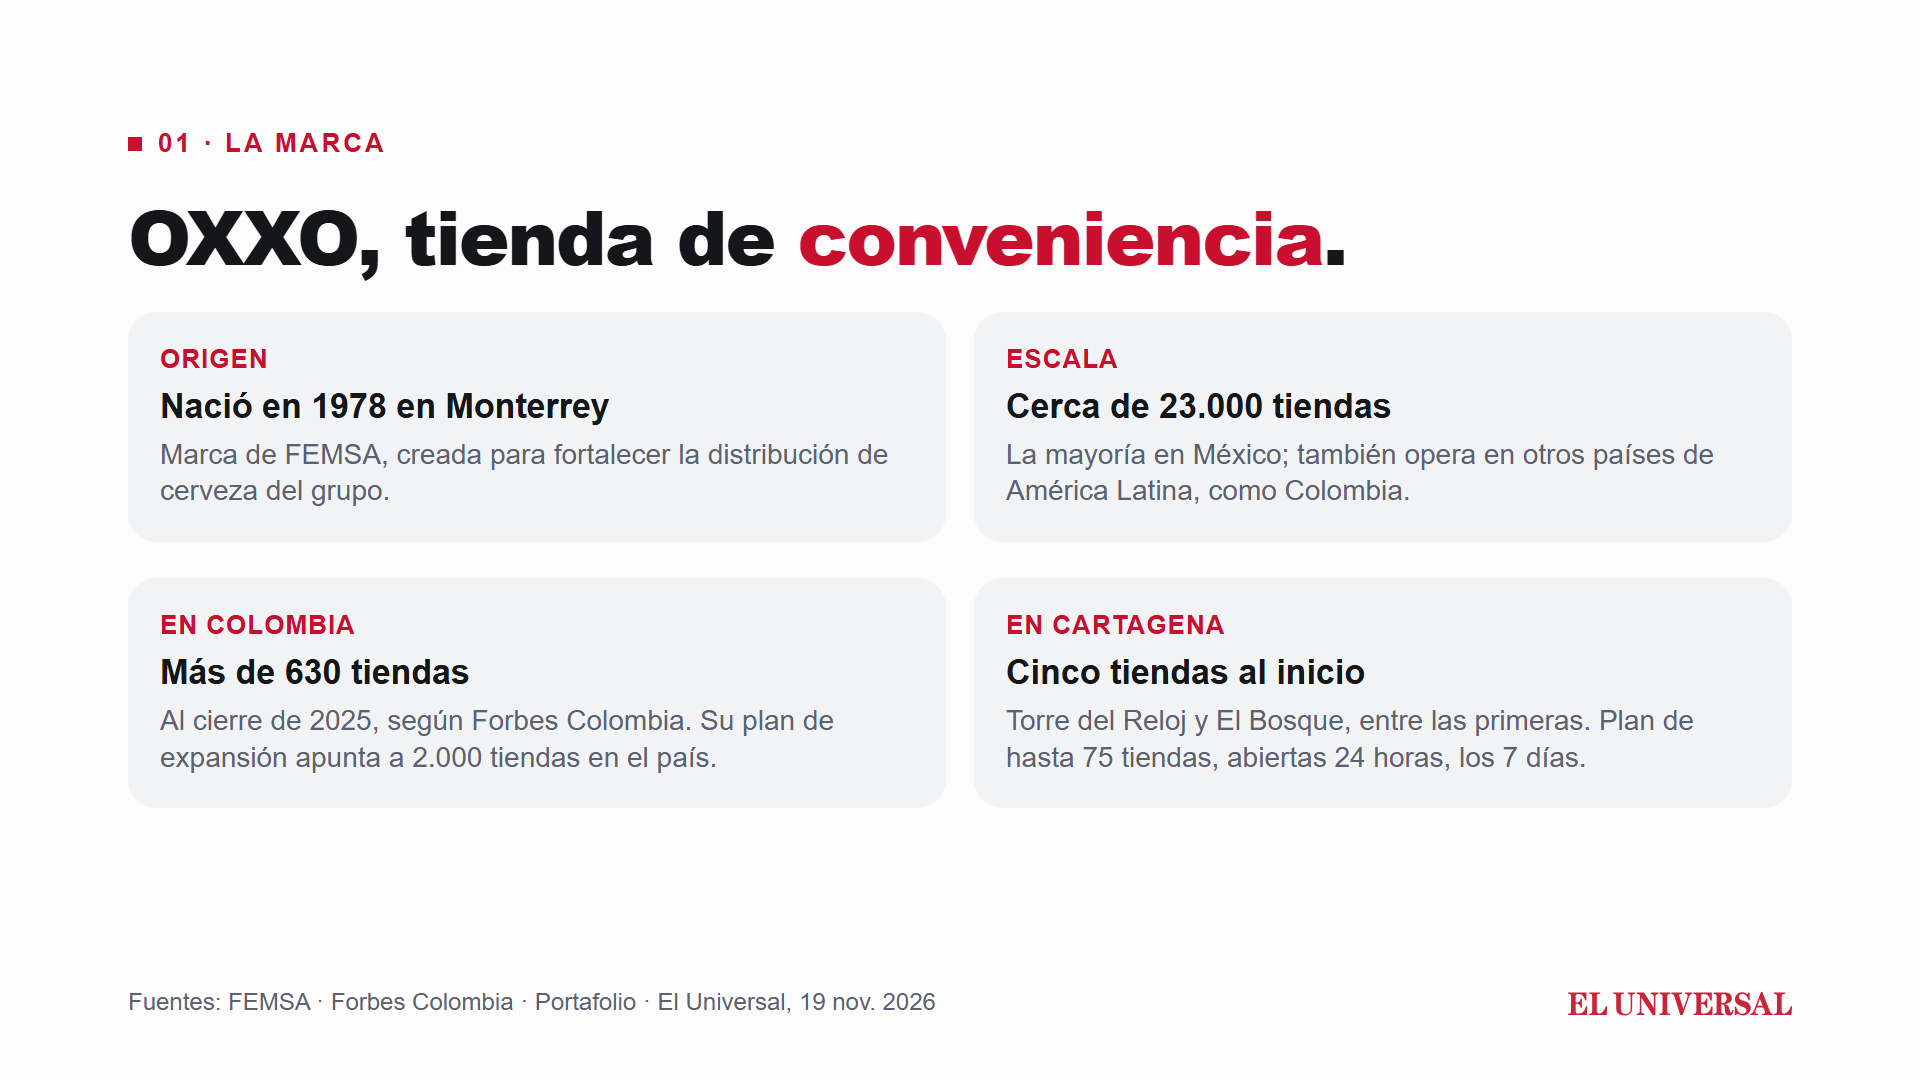 01 · LA MARCA
OXXO, tienda de conveniencia.
ORIGEN
Nació en 1978 en Monterrey
Marca de FEMSA, creada para fortalecer la distribución de
cerveza del grupo.
ESCALA
Cerca de 23.000 tiendas
La mayoría en México; también opera en otros países de
América Latina, como Colombia.
EN COLOMBIA
Más de 630 tiendas
Al cierre de 2025, según Forbes Colombia. Su plan de
expansión apunta a 2.000 tiendas en el país.
EN CARTAGENA
Cinco tiendas al inicio
Torre del Reloj y El Bosque, entre las primeras. Plan de
hasta 75 tiendas, abiertas 24 horas, los 7 días.
Fuentes: FEMSA · Forbes Colombia · Portafolio · El Universal, 19 nov. 2026
EL UNIVERSAL